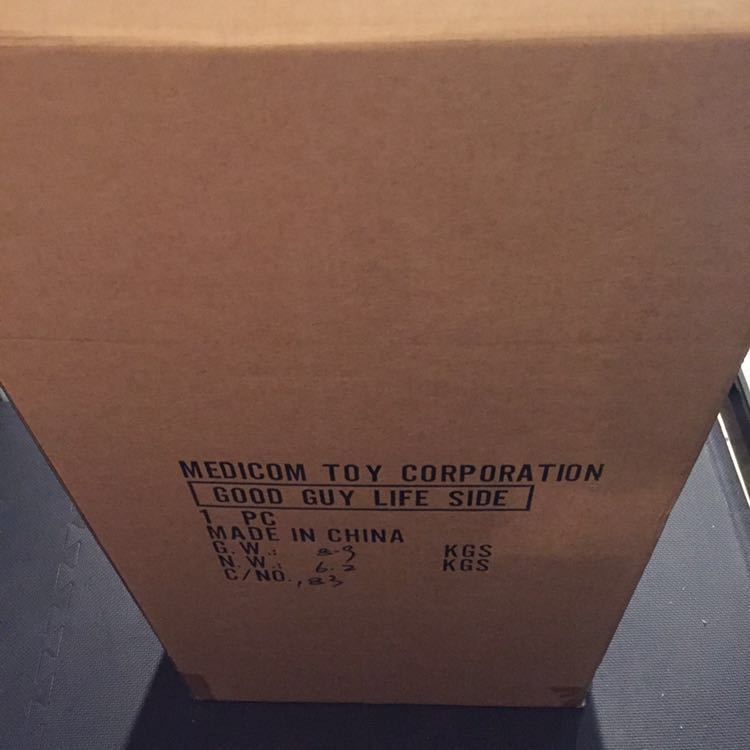 MEDICOM TOY CORPORATION
GOOD GUY LIFE SIDE
1 PC
MADE IN CHINA
G.W.: 8.9 KGS
N.W.: 6.2 KGS
C/NO., 83